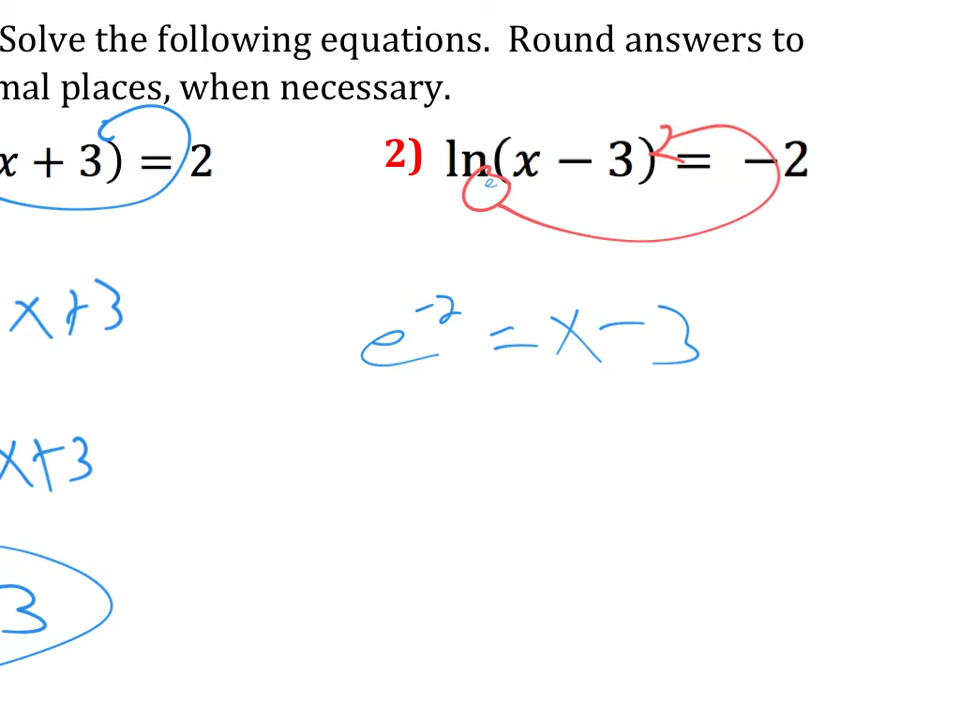 Solve the following equations. Round answers to
mal places, when necessary.
x + 3) = 2
2) ln(x − 3) = −2
e
x+3
e^-2 = x-3
x+3
3